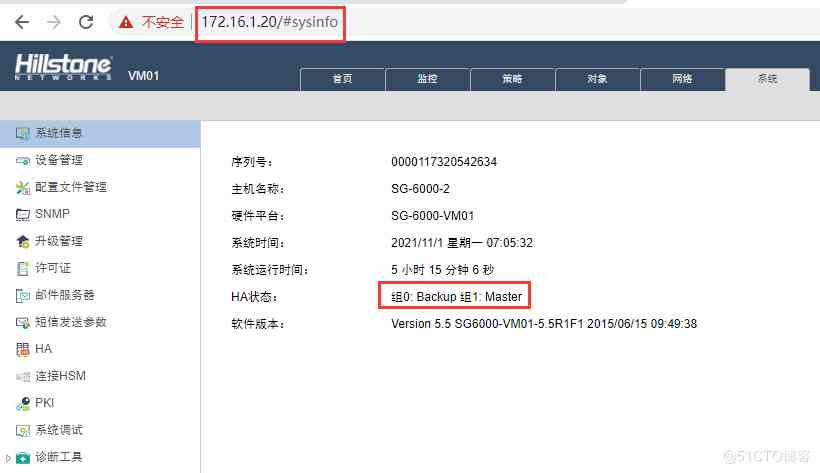 不安全 172.16.1.20/#sysinfo
Hillstone
NETWORKS
VM01
首页 监控 策略 对象 网络 系统
系统信息
设备管理
配置文件管理
SNMP
升级管理
许可证
邮件服务器
短信发送参数
HA
连接HSM
PKI
系统调试
诊断工具
序列号: 0000117320542634
主机名称: SG-6000-2
硬件平台: SG-6000-VM01
系统时间: 2021/11/1 星期一 07:05:32
系统运行时间: 5 小时 15 分钟 6 秒
HA状态: 组0: Backup 组1: Master
软件版本: Version 5.5 SG6000-VM01-5.5R1F1 2015/06/15 09:49:38
@51CTO博客